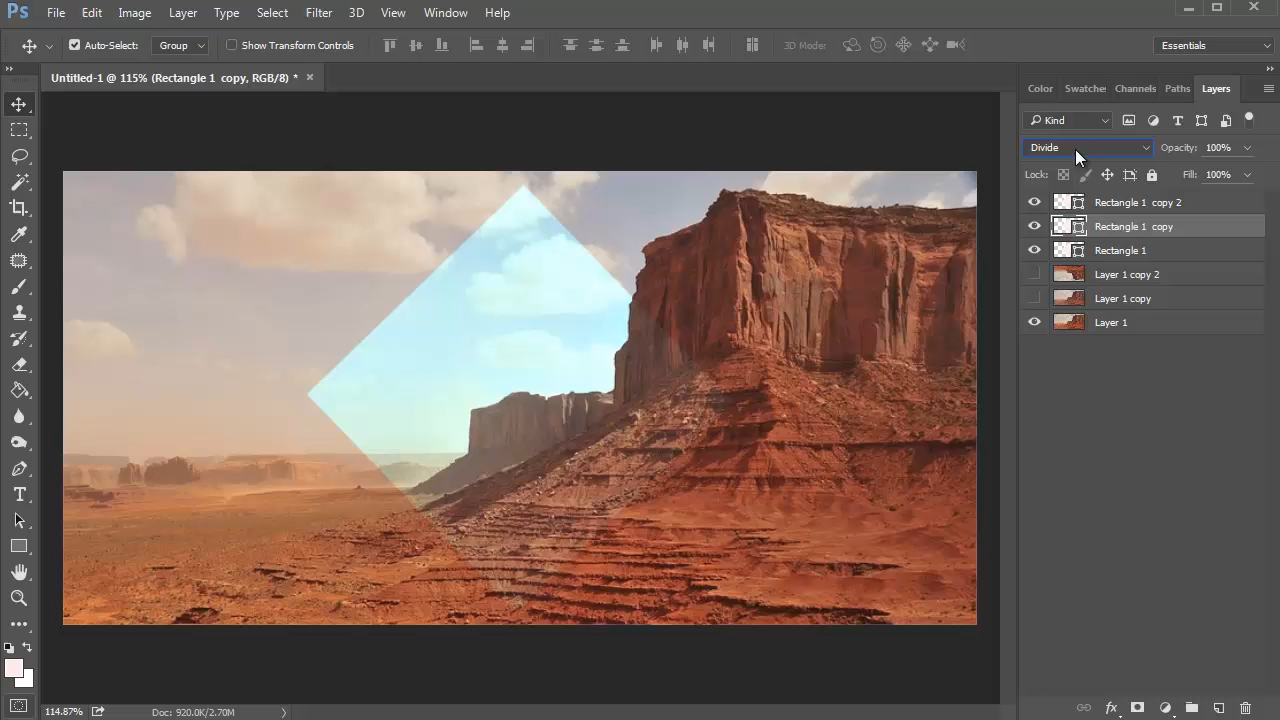 Ps File Edit Image Layer Type Select Filter 3D View Window Help
Auto-Select: Group Show Transform Controls 3D Mode: Essentials
Untitled-1 @ 115% (Rectangle 1 copy, RGB/8) *
Color Swatches Channels Paths Layers
Kind
Divide Opacity: 100%
Lock: Fill: 100%
Rectangle 1 copy 2
Rectangle 1 copy
Rectangle 1
Layer 1 copy 2
Layer 1 copy
Layer 1
114.87% Doc: 920.0K/2.70M